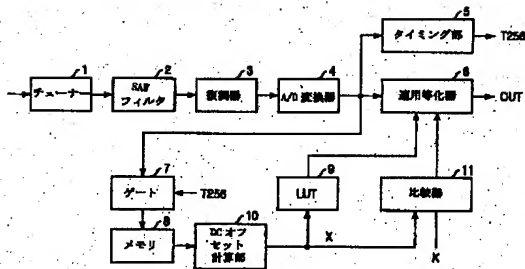 5
タイミング部
T256
1
チューナー
2
SAW
フィルタ
3
復調器
4
A/D 変換器
6
適用等化器
OUT
7
ゲート
T256
8
メモリ
10
DCオフ
セット
計算部
9
LUT
11
比較器
X
K